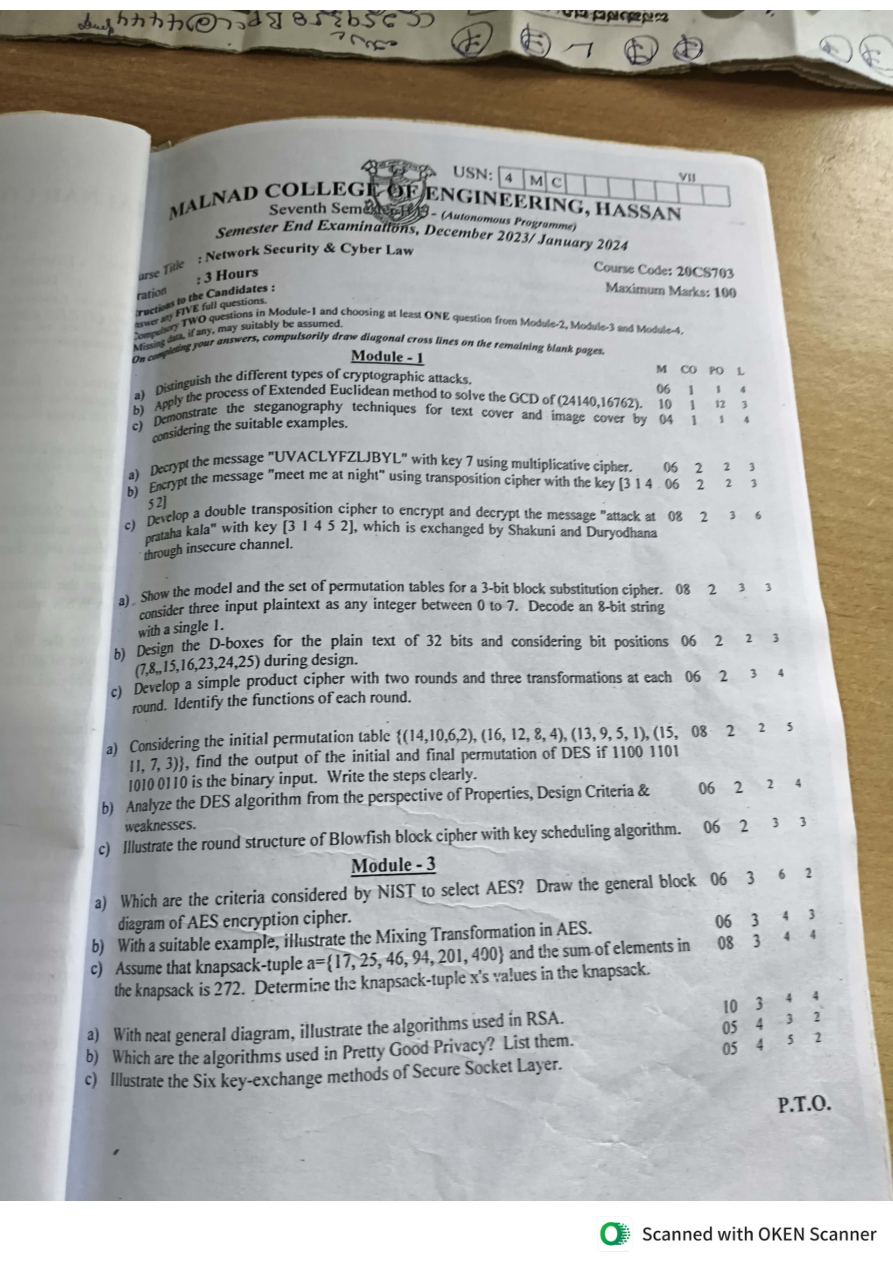 USN: 4 M C
VII
MALNAD COLLEGE OF ENGINEERING, HASSAN
(Autonomous Programme)
Semester End Examinations, December 2023/ January 2024
urse Title : Network Security & Cyber Law
Course Code: 20CS703
ration : 3 Hours
Maximum Marks: 100
tructions to the Candidates :
nswer any FIVE full questions.
Compulsory TWO questions in Module-1 and choosing at least ONE question from Module-2, Module-3 and Module-4.
Missing data, if any, may suitably be assumed.
On completing your answers, compulsorily draw diagonal cross lines on the remaining blank pages.
Module - 1
M CO PO L
a) Distinguish the different types of cryptographic attacks. 06 1 1 4
b) Apply the process of Extended Euclidean method to solve the GCD of (24140,16762). 10 1 12 3
c) Demonstrate the steganography techniques for text cover and image cover by 04 1 1 4
considering the suitable examples.
a) Decrypt the message "UVACLYFZLJBYL" with key 7 using multiplicative cipher. 06 2 2 3
b) Encrypt the message "meet me at night" using transposition cipher with the key [3 1 4 06 2 2 3
5 2]
c) Develop a double transposition cipher to encrypt and decrypt the message "attack at 08 2 3 6
prataha kala" with key [3 1 4 5 2], which is exchanged by Shakuni and Duryodhana
through insecure channel.
a) Show the model and the set of permutation tables for a 3-bit block substitution cipher. 08 2 3 3
consider three input plaintext as any integer between 0 to 7. Decode an 8-bit string
with a single 1.
b) Design the D-boxes for the plain text of 32 bits and considering bit positions 06 2 2 3
(7,8,,15,16,23,24,25) during design.
c) Develop a simple product cipher with two rounds and three transformations at each 06 2 3 4
round. Identify the functions of each round.
a) Considering the initial permutation table {(14,10,6,2), (16, 12, 8, 4), (13, 9, 5, 1), (15, 08 2 2 5
11, 7, 3)}, find the output of the initial and final permutation of DES if 1100 1101
1010 0110 is the binary input. Write the steps clearly.
b) Analyze the DES algorithm from the perspective of Properties, Design Criteria & 06 2 2 4
weaknesses.
c) Illustrate the round structure of Blowfish block cipher with key scheduling algorithm. 06 2 3 3
Module - 3
a) Which are the criteria considered by NIST to select AES? Draw the general block 06 3 6 2
diagram of AES encryption cipher.
b) With a suitable example, illustrate the Mixing Transformation in AES. 06 3 4 3
c) Assume that knapsack-tuple a={17, 25, 46, 94, 201, 400} and the sum of elements in 08 3 4 4
the knapsack is 272. Determine the knapsack-tuple x's values in the knapsack.
a) With neat general diagram, illustrate the algorithms used in RSA. 10 3 4 4
b) Which are the algorithms used in Pretty Good Privacy? List them. 05 4 3 2
c) Illustrate the Six key-exchange methods of Secure Socket Layer. 05 4 5 2
P.T.O.
Scanned with OKEN Scanner